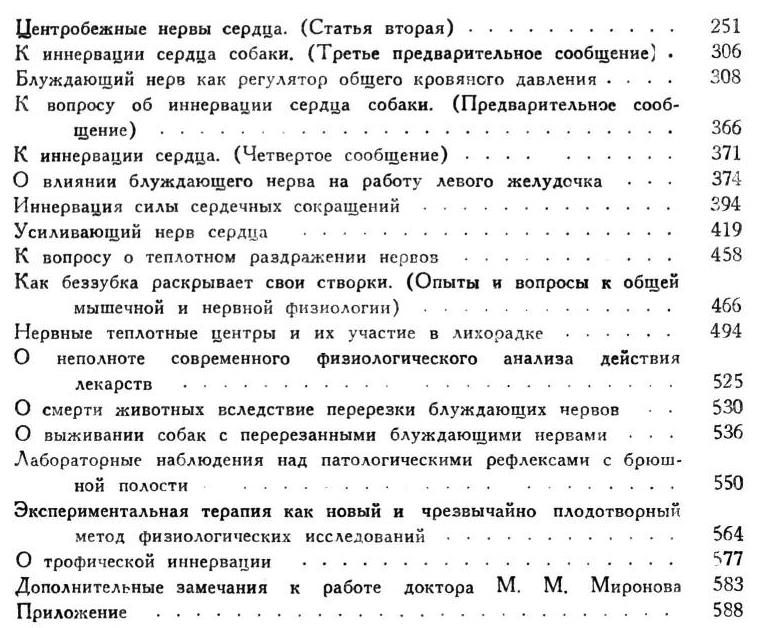 Центробежные нервы сердца. (Статья вторая) . . . . . . . . . . 251
К иннервации сердца собаки. (Третье предварительное сообщение) . 306
Блуждающий нерв как регулятор общего кровяного давления . . . . 308
К вопросу об иннервации сердца собаки. (Предварительное сооб-
щение) . . . . . . . . . . . . . . . . . . . . . . . . 366
К иннервации сердца. (Четвертое сообщение) . . . . . . . . . . 371
О влиянии блуждающего нерва на работу левого желудочка . . . 374
Иннервация силы сердечных сокращений . . . . . . . . . . . . 394
Усиливающий нерв сердца . . . . . . . . . . . . . . . . . 419
К вопросу о теплотном раздражении нервов . . . . . . . . . . 458
Как беззубка раскрывает свои створки. (Опыты и вопросы к общей
мышечной и нервной физиологии) . . . . . . . . . . . . . 466
Нервные теплотные центры и их участие в лихорадке . . . . . . 494
О неполноте современного физиологического анализа действия
лекарств . . . . . . . . . . . . . . . . . . . . . . . 525
О смерти животных вследствие перерезки блуждающих нервов . . 530
О выживании собак с перерезанными блуждающими нервами . . . 536
Лабораторные наблюдения над патологическими рефлексами с брюш-
ной полости . . . . . . . . . . . . . . . . . . . . . 550
Экспериментальная терапия как новый и чрезвычайно плодотворный
метод физиологических исследований . . . . . . . . . . . 564
О трофической иннервации . . . . . . . . . . . . . . . . . 577
Дополнительные замечания к работе доктора М. М. Миронова 583
Приложение . . . . . . . . . . . . . . . . . . . . . . . 588